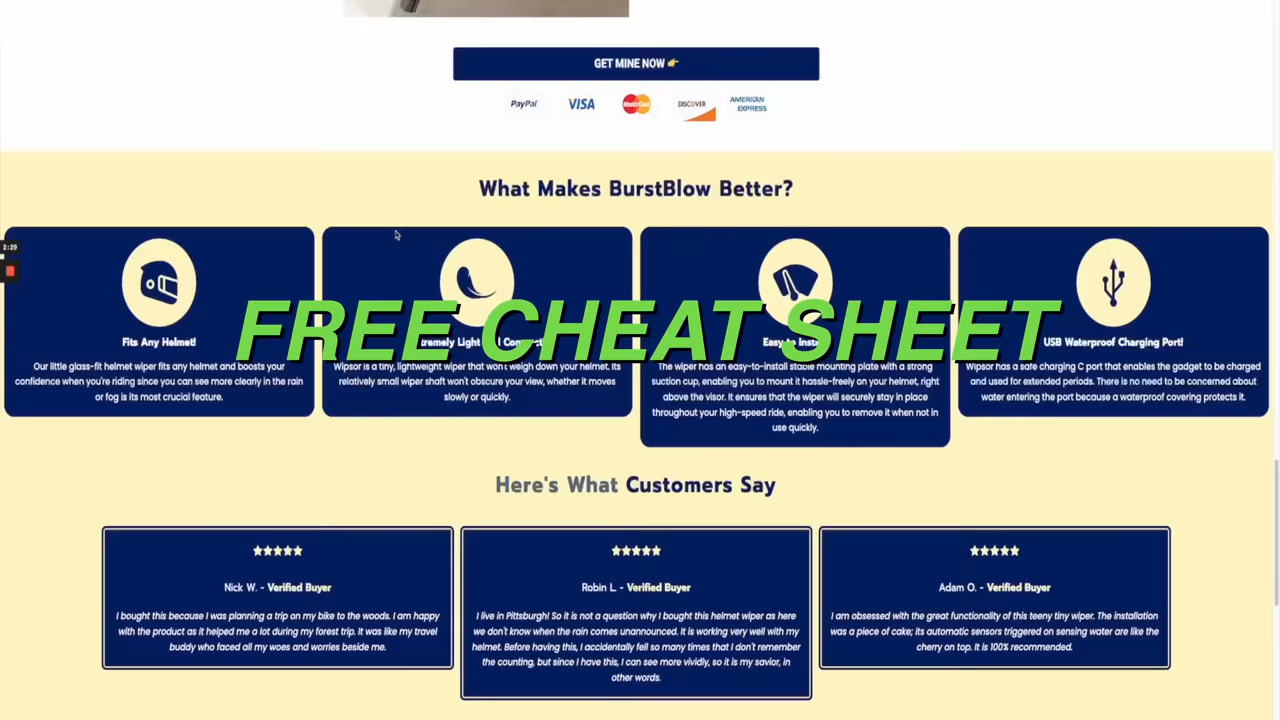 GET MINE NOW 👉
PayPal VISA MasterCard DISCOVER AMERICAN EXPRESS
What Makes BurstBlow Better?
2:29
FREE CHEAT SHEET
Fits Any Helmet!
Our little glass-fit helmet wiper fits any helmet and boosts your
confidence when you're riding since you can see more clearly in the rain
or fog is its most crucial feature.
Wipsor is a tiny, lightweight wiper that won't weigh down your helmet. Its
relatively small wiper shaft won't obscure your view, whether it moves
slowly or quickly.
Easy to
The wiper has an easy-to-install stable mounting plate with a strong
suction cup, enabling you to mount it hassle-freely on your helmet, right
above the visor. It ensures that the wiper will securely stay in place
throughout your high-speed ride, enabling you to remove it when not in
use quickly.
USB Waterproof Charging Port!
Wipsor has a safe charging C port that enables the gadget to be charged
and used for extended periods. There is no need to be concerned about
water entering the port because a waterproof covering protects it.
Here's What Customers Say
Nick W. - Verified Buyer
I bought this because I was planning a trip on my bike to the woods. I am happy
with the product as it helped me a lot during my forest trip. It was like my travel
buddy who faced all my woes and worries beside me.
Robin L. - Verified Buyer
I live in Pittsburgh! So it is not a question why I bought this helmet wiper as here
we don't know when the rain comes unannounced. It is working very well with my
helmet. Before having this, I accidentally fell so many times that I don't remember
the counting, but since i have this, I can see more vividly, so it is my savior, in
other words.
Adam O. - Verified Buyer
I am obsessed with the great functionality of this teeny tiny wiper. The installation
was a piece of cake; its automatic sensors triggered on sensing water are like the
cherry on top. It is 100% recommended.